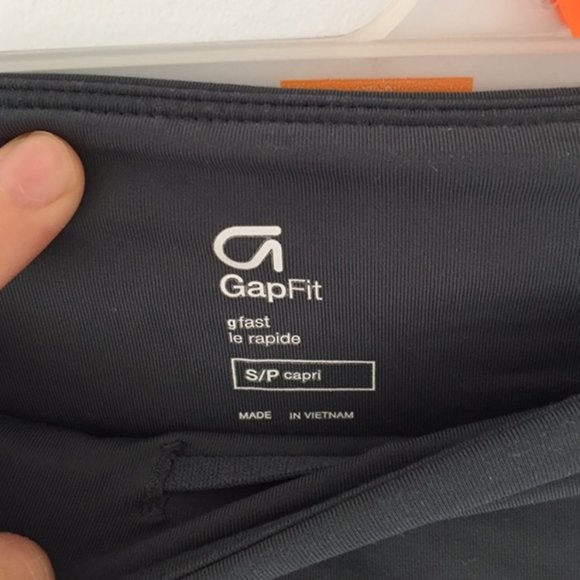 GapFit
gfast
le rapide
S/P capri
MADE IN VIETNAM